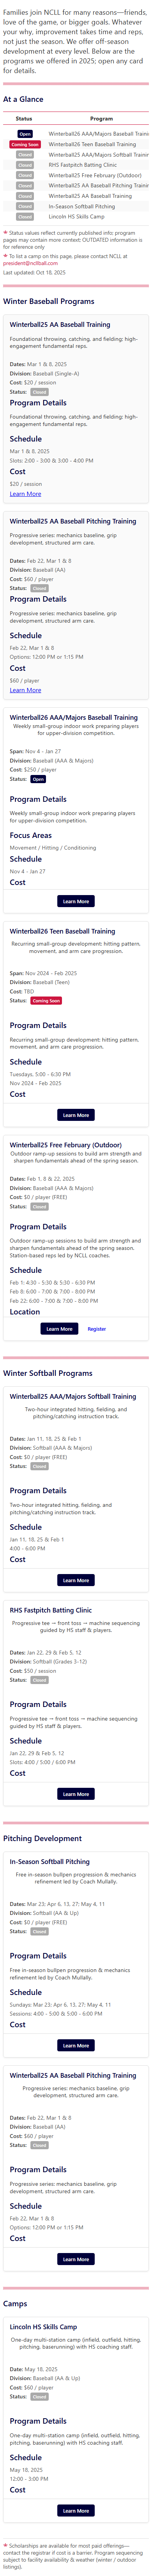 Families join NCLL for many reasons—friends,
love of the game, or bigger goals. Whatever
your why, improvement takes time and reps,
not just the season. We offer off-season
development at every level. Below are the
programs we offered in 2025; open any card
for details.
At a Glance
Status Program
Open Winterball26 AAA/Majors Baseball Trainin
Coming Soon Winterball26 Teen Baseball Training
Closed Winterball25 AAA/Majors Softball Trainin
Closed RHS Fastpitch Batting Clinic
Closed Winterball25 Free February (Outdoor)
Closed Winterball25 AA Baseball Pitching Trainin
Closed Winterball25 AA Baseball Training
Closed In-Season Softball Pitching
Closed Lincoln HS Skills Camp
* Status values reflect currently published info; program
pages may contain more context; OUTDATED information is
for reference only
* To list a camp on this page, please contact NCLL at
president@ncllball.com
Last updated: Oct 18, 2025
Winter Baseball Programs
Winterball25 AA Baseball Training
Foundational throwing, catching, and fielding; high-
engagement fundamental reps.
Dates: Mar 1 & 8, 2025
Division: Baseball (Single-A)
Cost: $20 / session
Status: Closed
Program Details
Foundational throwing, catching, and fielding; high-
engagement fundamental reps.
Schedule
Mar 1 & 8, 2025
Slots: 2:00 - 3:00 & 3:00 - 4:00 PM
Cost
$20 / session
Learn More
Winterball25 AA Baseball Pitching Training
Progressive series: mechanics baseline, grip
development, structured arm care.
Dates: Feb 22, Mar 1 & 8
Division: Baseball (AA)
Cost: $60 / player
Status: Closed
Program Details
Progressive series: mechanics baseline, grip
development, structured arm care.
Schedule
Feb 22, Mar 1 & 8
Options: 12:00 PM or 1:15 PM
Cost
$60 / player
Learn More
Winterball26 AAA/Majors Baseball Training
Weekly small-group indoor work preparing players
for upper-division competition.
Span: Nov 4 - Jan 27
Division: Baseball (AAA & Majors)
Cost: $250 / player
Status: Open
Program Details
Weekly small-group indoor work preparing players
for upper-division competition.
Focus Areas
Movement / Hitting / Conditioning
Schedule
Nov 4 - Jan 27
Cost
Learn More
Winterball26 Teen Baseball Training
Recurring small-group development: hitting pattern,
movement, and arm care progression.
Span: Nov 2024 - Feb 2025
Division: Baseball (Teen)
Cost: TBD
Status: Coming Soon
Program Details
Recurring small-group development: hitting pattern,
movement, and arm care progression.
Schedule
Tuesdays, 5:00 - 6:30 PM
Nov 2024 - Feb 2025
Cost
Learn More
Winterball25 Free February (Outdoor)
Outdoor ramp-up sessions to build arm strength and
sharpen fundamentals ahead of the spring season.
Dates: Feb 1, 8 & 22, 2025
Division: Baseball (AAA & Majors)
Cost: $0 / player (FREE)
Status: Closed
Program Details
Outdoor ramp-up sessions to build arm strength and
sharpen fundamentals ahead of the spring season.
Station-based reps led by NCLL coaches.
Schedule
Feb 1: 4:30 - 5:30 & 5:30 - 6:30 PM
Feb 8: 6:00 - 7:00 & 7:00 - 8:00 PM
Feb 22: 6:00 - 7:00 & 7:00 - 8:00 PM
Location
Learn More Register
Winter Softball Programs
Winterball25 AAA/Majors Softball Training
Two-hour integrated hitting, fielding, and
pitching/catching instruction track.
Dates: Jan 11, 18, 25 & Feb 1
Division: Softball (AAA & Majors)
Cost: $0 / player (FREE)
Status: Closed
Program Details
Two-hour integrated hitting, fielding, and
pitching/catching instruction track.
Schedule
Jan 11, 18, 25 & Feb 1
4:00 - 6:00 PM
Cost
Learn More
RHS Fastpitch Batting Clinic
Progressive tee → front toss → machine sequencing
guided by HS staff & players.
Dates: Jan 22, 29 & Feb 5, 12
Division: Softball (Grades 3–12)
Cost: $50 / session
Status: Closed
Program Details
Progressive tee → front toss → machine sequencing
guided by HS staff & players.
Schedule
Jan 22, 29 & Feb 5, 12
Slots: 4:00 / 5:00 / 6:00 PM
Cost
Learn More
Pitching Development
In-Season Softball Pitching
Free in-season bullpen progression & mechanics
refinement led by Coach Mullally.
Dates: Mar 23; Apr 6, 13, 27; May 4, 11
Division: Softball (AA & Up)
Cost: $0 / player (FREE)
Status: Closed
Program Details
Free in-season bullpen progression & mechanics
refinement led by Coach Mullally.
Schedule
Sundays: Mar 23; Apr 6, 13, 27; May 4, 11
Sessions: 4:00 - 5:00 & 5:00 - 6:00 PM
Cost
Learn More
Winterball25 AA Baseball Pitching Training
Progressive series: mechanics baseline, grip
development, structured arm care.
Dates: Feb 22, Mar 1 & 8
Division: Baseball (AA)
Cost: $60 / player
Status: Closed
Program Details
Progressive series: mechanics baseline, grip
development, structured arm care.
Schedule
Feb 22, Mar 1 & 8
Options: 12:00 PM or 1:15 PM
Cost
Learn More
Camps
Lincoln HS Skills Camp
One-day multi-station camp (infield, outfield, hitting,
pitching, baserunning) with HS coaching staff.
Date: May 18, 2025
Division: Baseball (AA & Up)
Cost: $60 / player
Status: Closed
Program Details
One-day multi-station camp (infield, outfield, hitting,
pitching, baserunning) with HS coaching staff.
Schedule
May 18, 2025
12:00 - 3:00 PM
Cost
Learn More
* Scholarships are available for most paid offerings—
contact the registrar if cost is a barrier. Program sequencing
subject to facility availability & weather (winter / outdoor
listings).